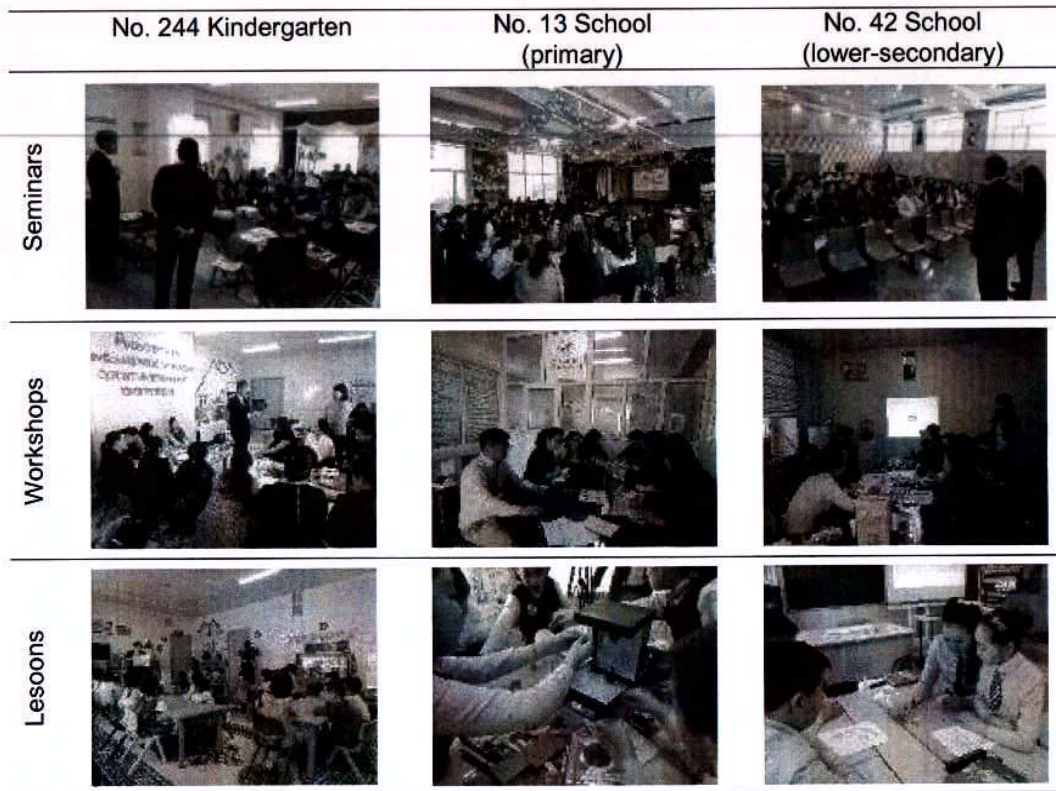 No. 244 Kindergarten
No. 13 School
(primary)
No. 42 School
(lower-secondary)
Seminars
Workshops
Lesoons